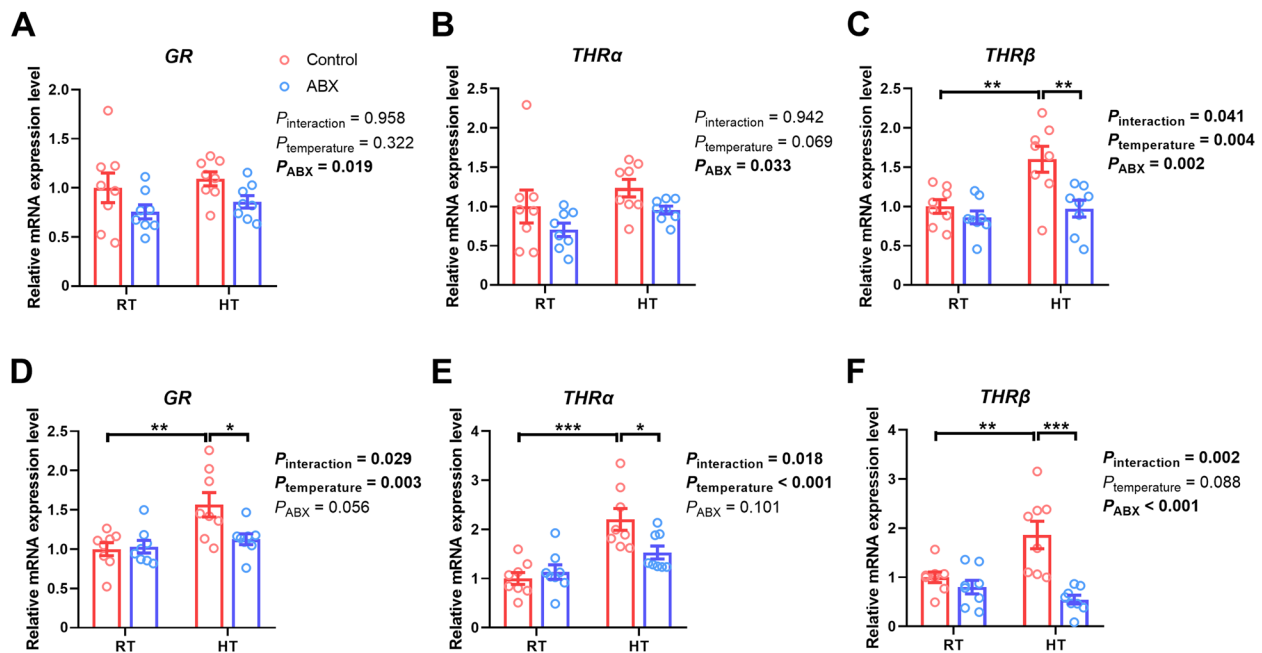 A
GR
Control
ABX
Relative mRNA expression level
2.0
1.5
1.0
0.5
0
RT
HT
Pinteraction = 0.958
Ptemperature = 0.322
PABX = 0.019
B
THRα
Relative mRNA expression level
2.5
2.0
1.5
1.0
0.5
0
RT
HT
Pinteraction = 0.942
Ptemperature = 0.069
PABX = 0.033
C
THRβ
Relative mRNA expression level
2.5
2.0
1.5
1.0
0.5
0
** **
RT
HT
Pinteraction = 0.041
Ptemperature = 0.004
PABX = 0.002
D
GR
Relative mRNA expression level
2.5
2.0
1.5
1.0
0.5
0
** *
RT
HT
Pinteraction = 0.029
Ptemperature = 0.003
PABX = 0.056
E
THRα
Relative mRNA expression level
4
3
2
1
0
*** *
RT
HT
Pinteraction = 0.018
Ptemperature < 0.001
PABX = 0.101
F
THRβ
Relative mRNA expression level
4
3
2
1
0
** ***
RT
HT
Pinteraction = 0.002
Ptemperature = 0.088
PABX < 0.001